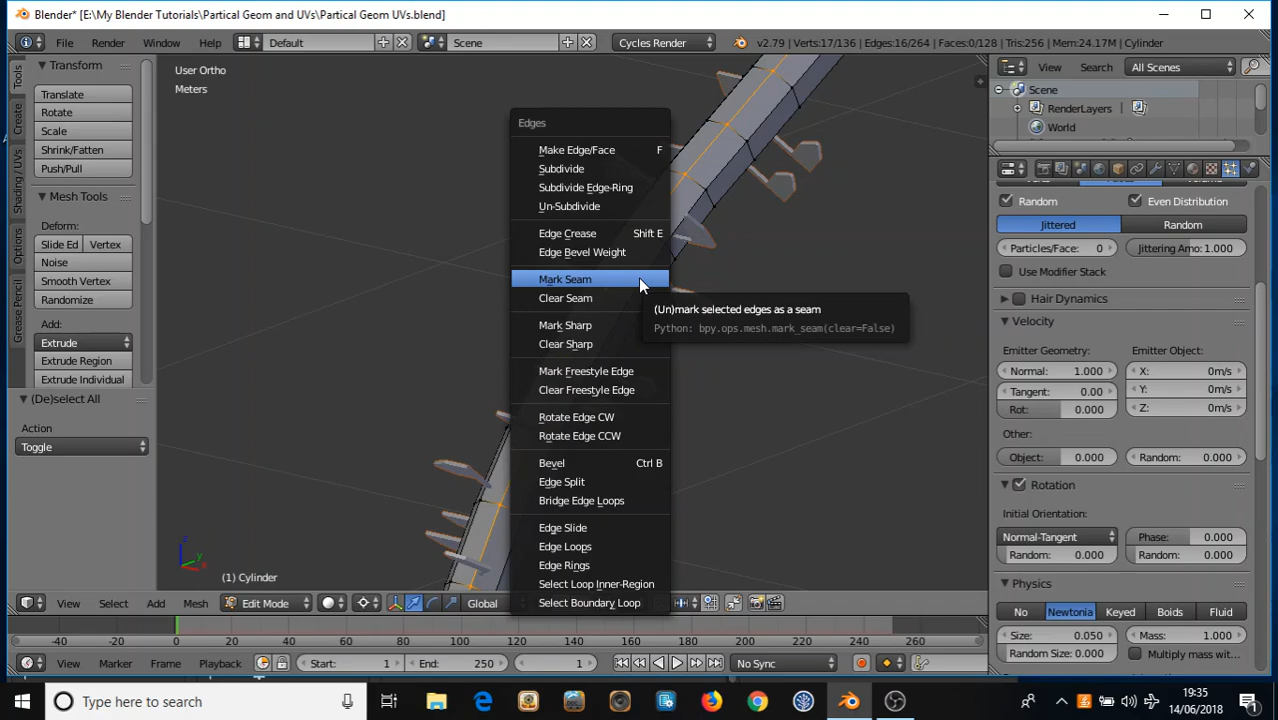 Blender* [E:\My Blender Tutorials\Partical Geom and UVs\Partical Geom UVs.blend]
File Render Window Help Default Scene Cycles Render v2.79 | Verts:17/136 | Edges:16/264 | Faces:0/128 | Tris:256 | Mem:24.17M | Cylinder
Tools
Create
Shading / UVs
Options
Grease Pencil
Transform
Translate
Rotate
Scale
Shrink/Fatten
Push/Pull
Mesh Tools
Deform:
Slide Ed Vertex
Noise
Smooth Vertex
Randomize
Add:
Extrude
Extrude Region
Extrude Individual
(De)select All
Action
Toggle
User Ortho
Meters
Edges
Make Edge/Face F
Subdivide
Subdivide Edge-Ring
Un-Subdivide
Edge Crease Shift E
Edge Bevel Weight
Mark Seam
Clear Seam
Mark Sharp
Clear Sharp
Mark Freestyle Edge
Clear Freestyle Edge
Rotate Edge CW
Rotate Edge CCW
Bevel Ctrl B
Edge Split
Bridge Edge Loops
Edge Slide
Edge Loops
Edge Rings
Select Loop Inner-Region
Select Boundary Loop
(Un)mark selected edges as a seam
Python: bpy.ops.mesh.mark_seam(clear=False)
(1) Cylinder
View Select Add Mesh Edit Mode Global
View Search All Scenes
Scene
RenderLayers
World
Random Even Distribution
Jittered Random
Particles/Face: 0 Jittering Amo: 1.000
Use Modifier Stack
Hair Dynamics
Velocity
Emitter Geometry: Emitter Object:
Normal: 1.000 X: 0m/s
Tangent: 0.00 Y: 0m/s
Rot: 0.000 Z: 0m/s
Other:
Object: 0.000 Random: 0.000
Rotation
Initial Orientation:
Normal-Tangent Phase: 0.000
Random: 0.000 Random: 0.000
Physics
No Newtonia Keyed Boids Fluid
Size: 0.050 Mass: 1.000
Random Size: 0.000 Multiply mass wit...
-40 -20 0 20 40 60 80 100 120 140 160 180 200 220 240 260
View Marker Frame Playback Start: 1 End: 250 1 No Sync
Type here to search
19:35
14/06/2018
1